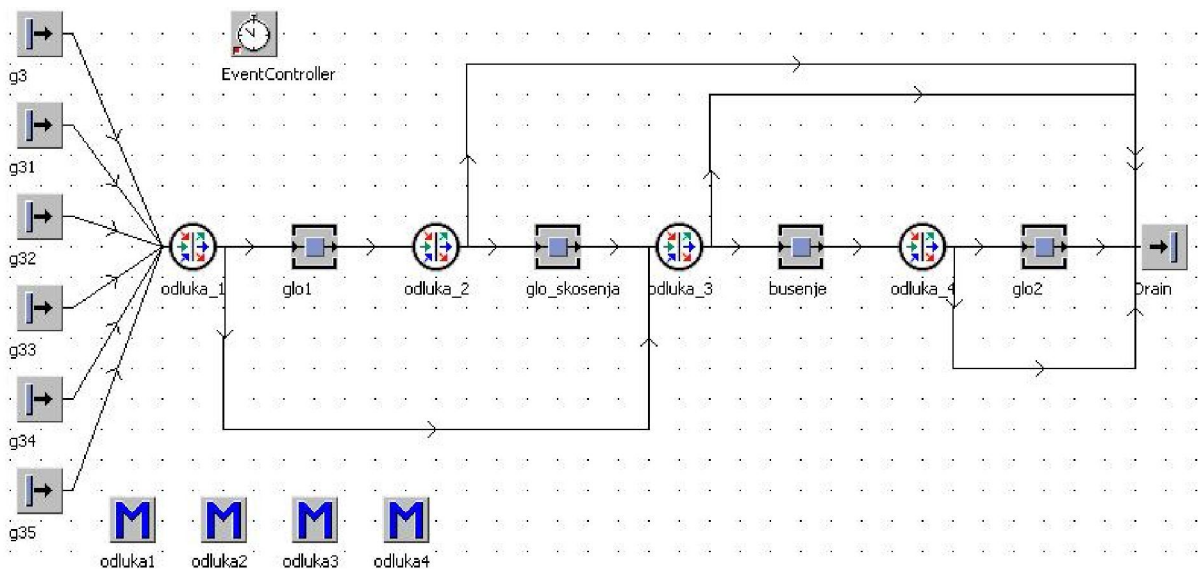 g3
EventController
g31
g32
odluka_1
glo1
odluka_2
glo_skosenja
odluka_3
busenje
odluka_4
glo2
Drain
g33
g34
g35
M
M
M
M
odluka1
odluka2
odluka3
odluka4